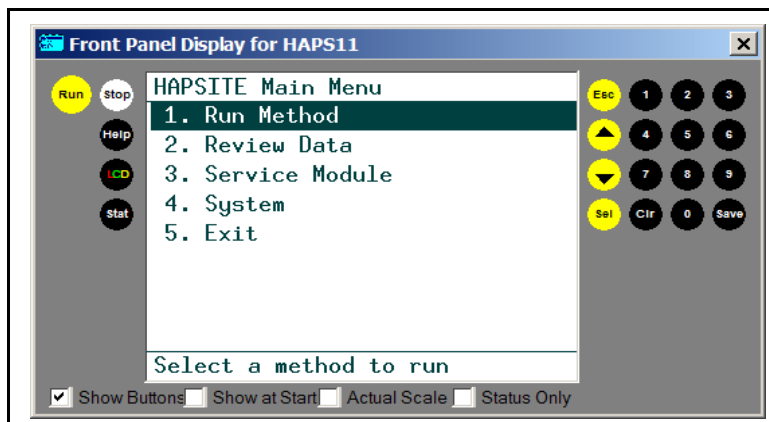 Front Panel Display for HAPS11
Run Stop
Help
LCD
Stat
HAPSITE Main Menu
1. Run Method
2. Review Data
3. Service Module
4. System
5. Exit
Select a method to run
Esc 1 2 3
4 5 6
7 8 9
Sel Clr 0 Save
Show Buttons Show at Start Actual Scale Status Only